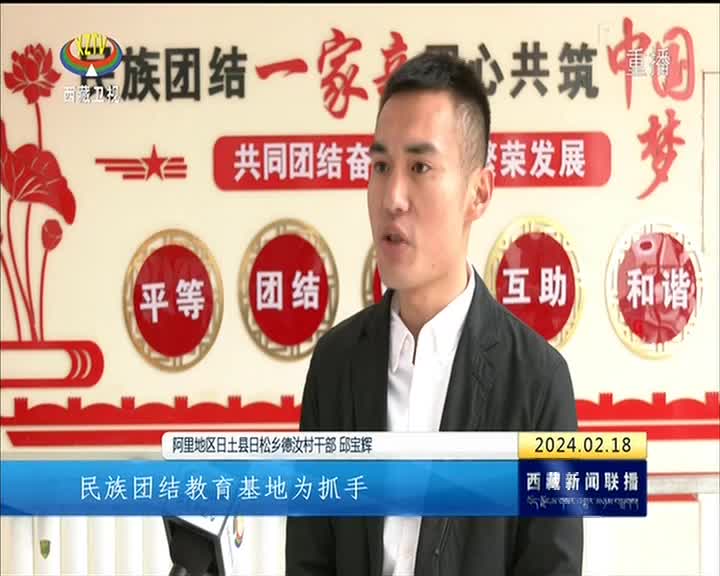 XZTV
西藏卫视
重播
民族团结一家亲 同心共筑
中国梦
共同团结奋 繁荣发展
平等
团结
互助
和谐
阿里地区日土县日松乡德汝村干部 邱宝辉
2024.02.18
民族团结教育基地为抓手
西藏新闻联播